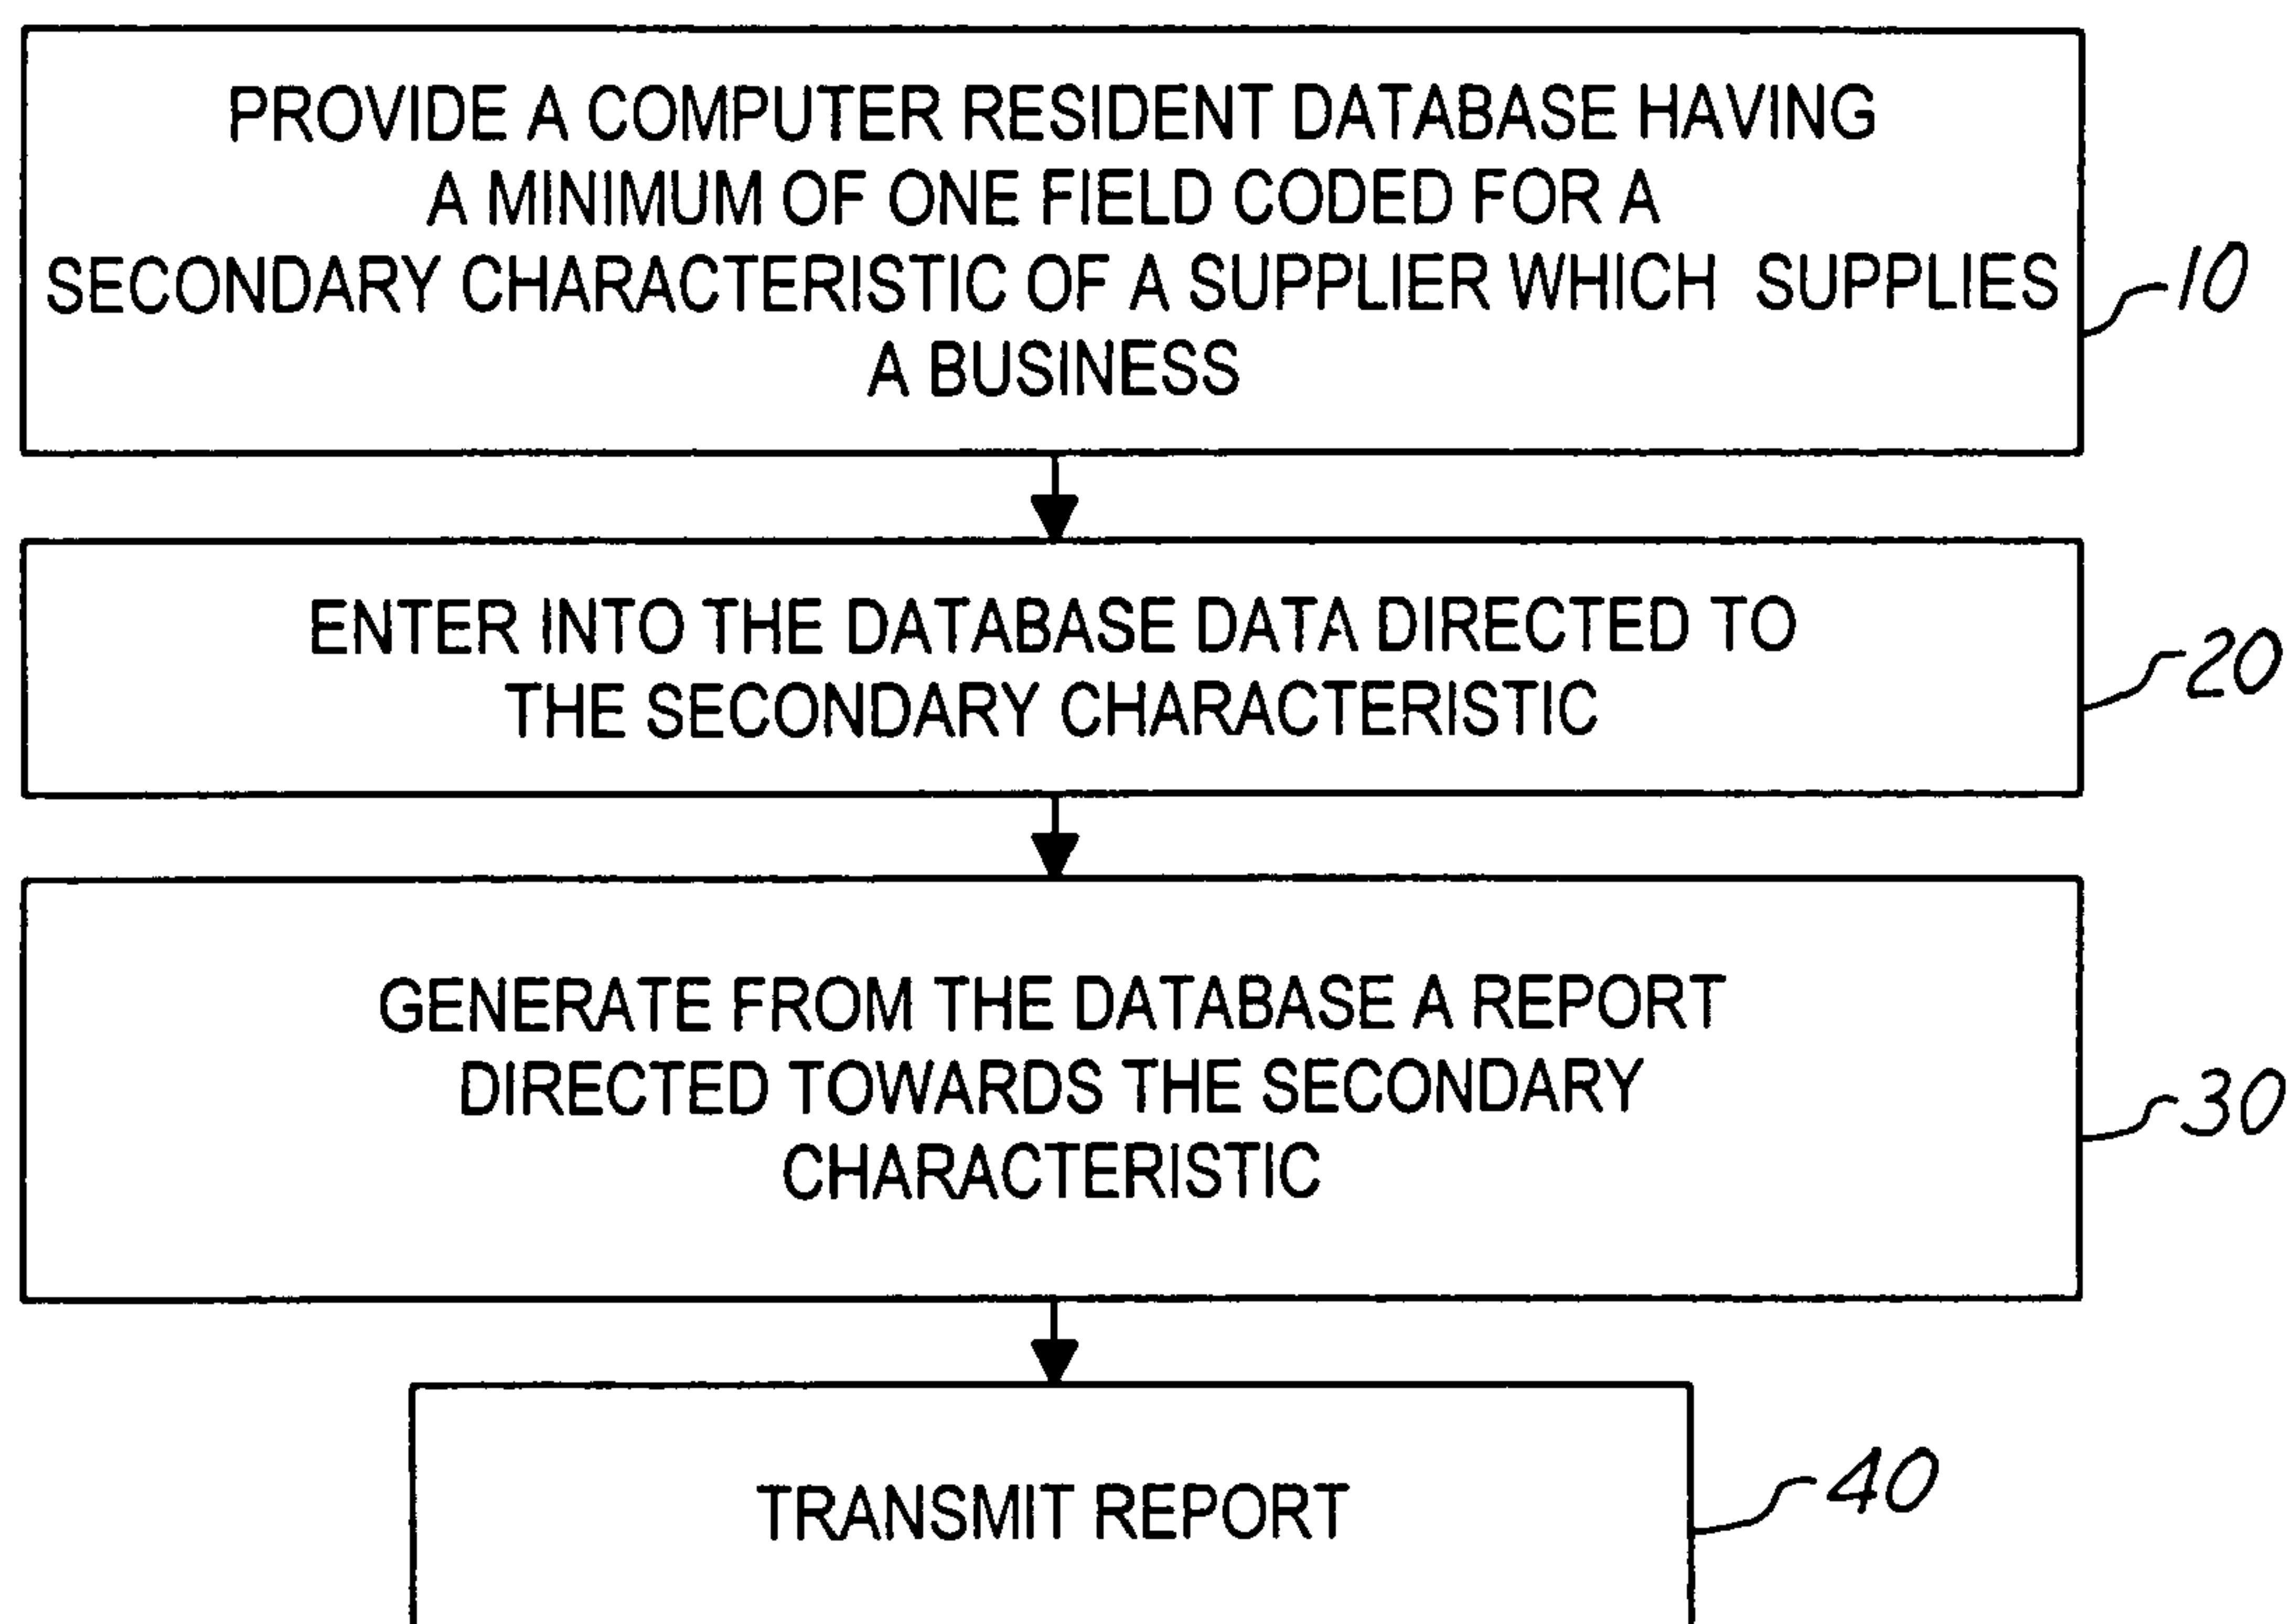 PROVIDE A COMPUTER RESIDENT DATABASE HAVING
A MINIMUM OF ONE FIELD CODED FOR A
SECONDARY CHARACTERISTIC OF A SUPPLIER WHICH SUPPLIES
A BUSINESS
10
ENTER INTO THE DATABASE DATA DIRECTED TO
THE SECONDARY CHARACTERISTIC
20
GENERATE FROM THE DATABASE A REPORT
DIRECTED TOWARDS THE SECONDARY
CHARACTERISTIC
30
TRANSMIT REPORT
40